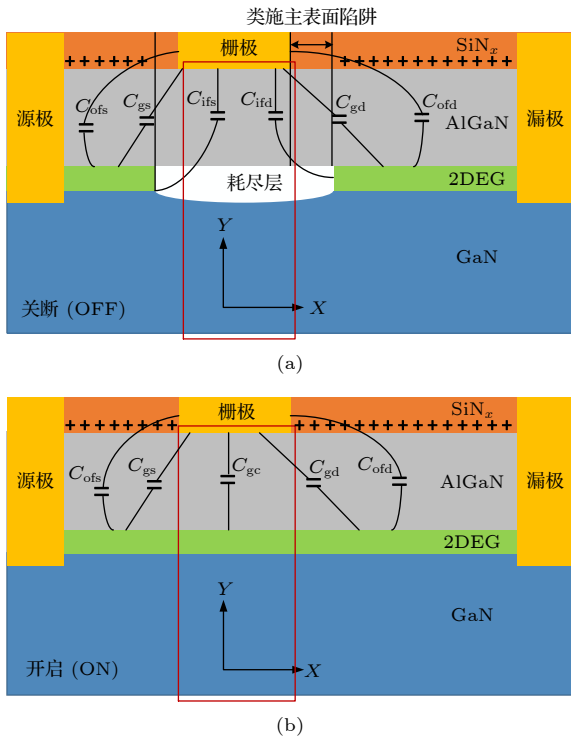 类施主表面陷阱
栅极 SiNₓ
+ + + + + + + + + + + + + + + + + + + +
源极 Cofs Cgs Cifs Cifd Cgd Cofd AlGaN 漏极
耗尽层 2DEG
Y
GaN
X
关断 (OFF)
(a)
栅极 SiNₓ
+ + + + + + + + + + + + + + + + + + + + + + + +
源极 Cofs Cgs Cgc Cgd Cofd AlGaN 漏极
2DEG
Y
GaN
X
开启 (ON)
(b)